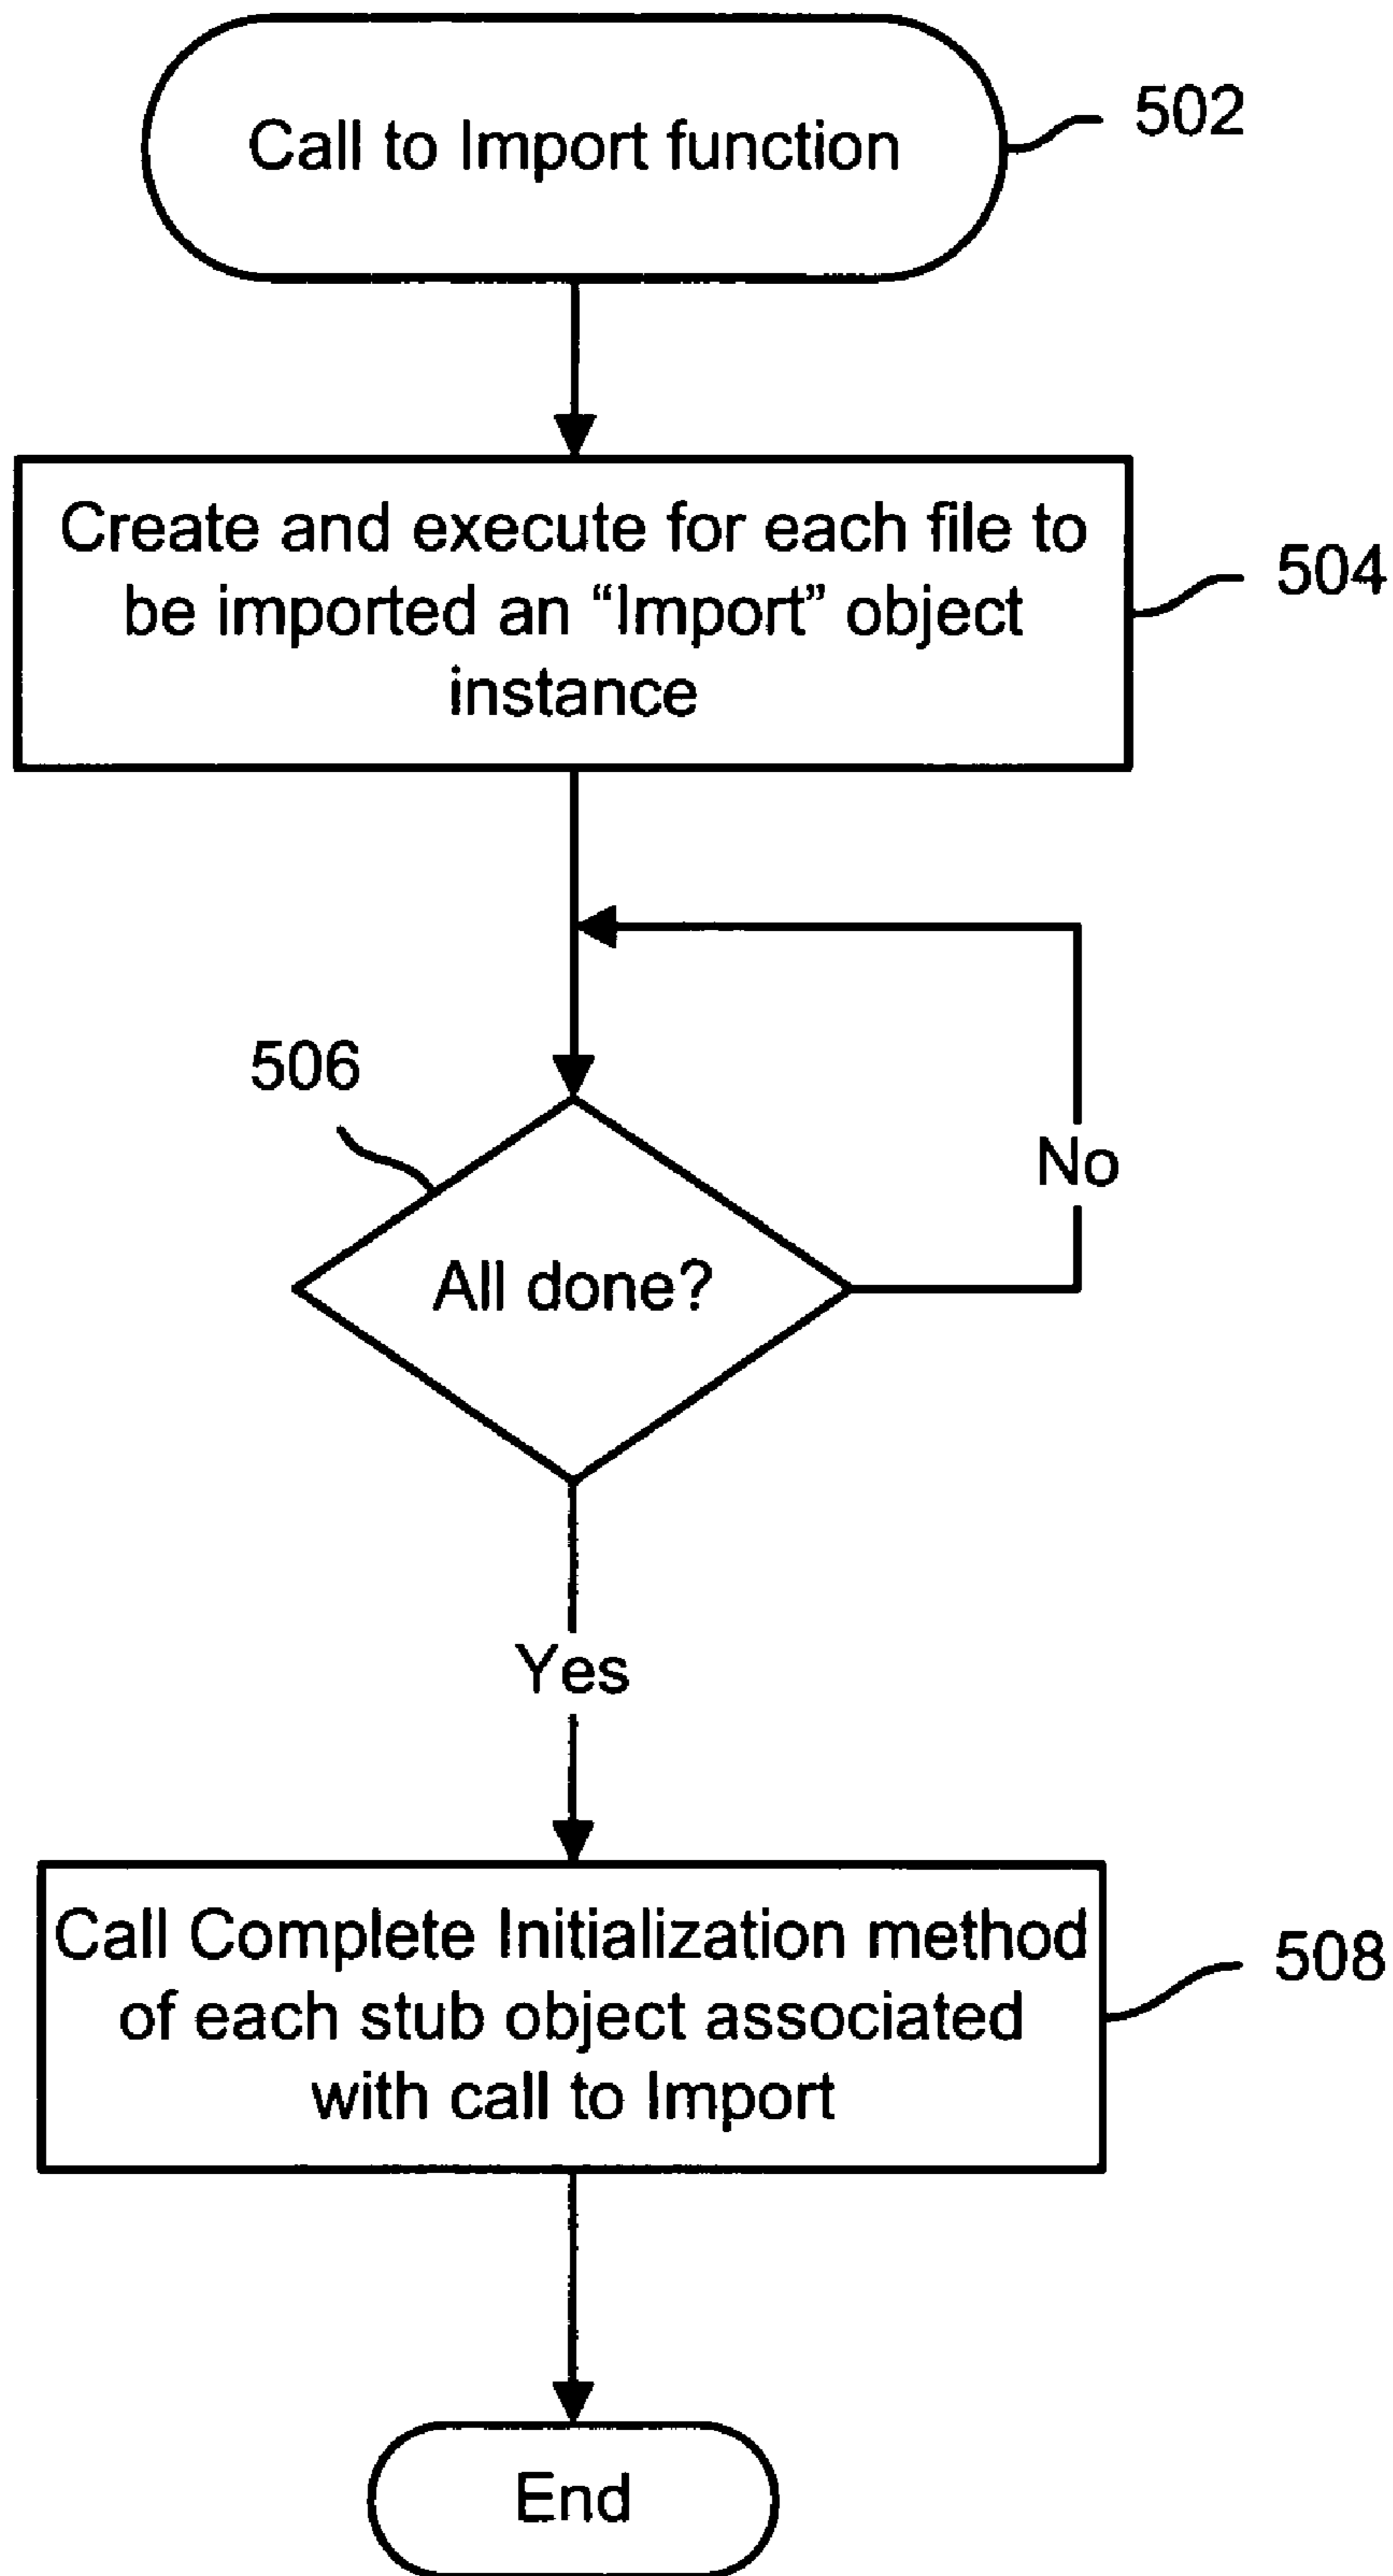 Call to Import function
502
Create and execute for each file to
be imported an “Import” object
instance
504
506
All done?
No
Yes
Call Complete Initialization method
of each stub object associated
with call to Import
508
End